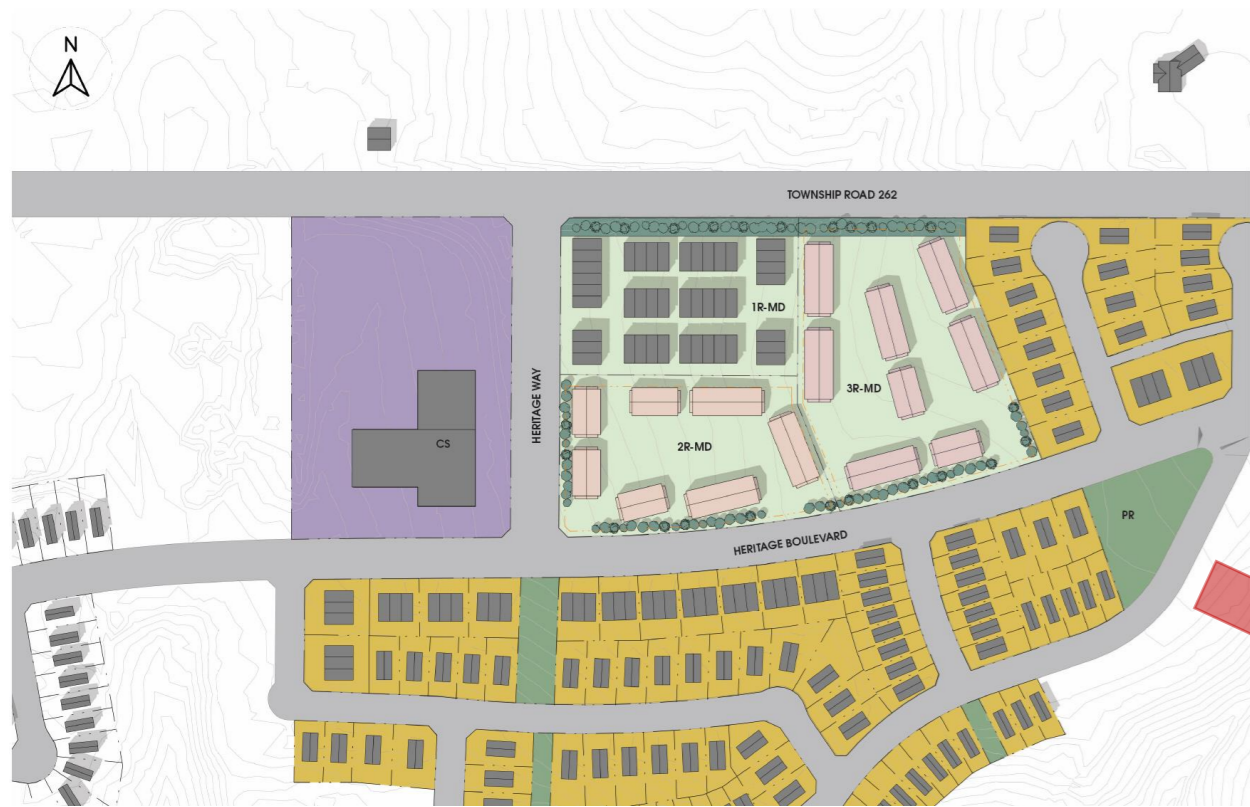 N
TOWNSHIP ROAD 262
1R-MD
HERITAGE WAY
3R-MD
CS
2R-MD
PR
HERITAGE BOULEVARD